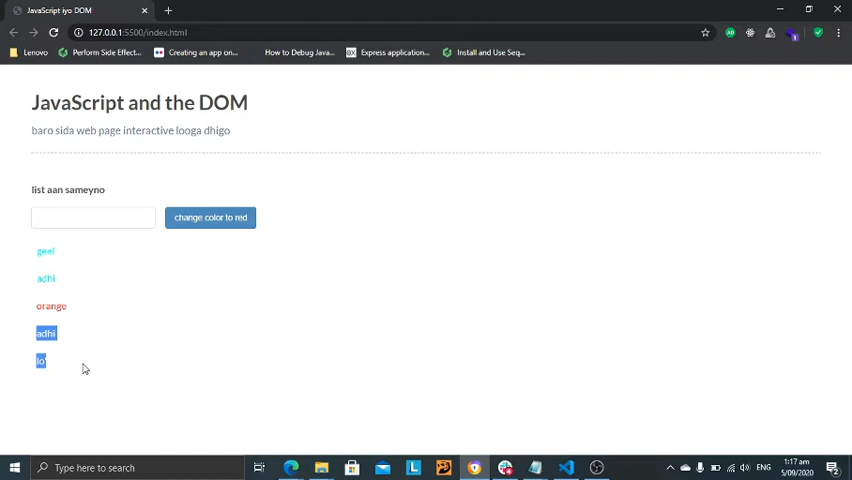 JavaScript iyo DOM
127.0.0.1:5500/index.html
Lenovo
Perform Side Effect...
Creating an app on...
How to Debug Java...
Express application...
Install and Use Seq...
JavaScript and the DOM
baro sida web page interactive looga dhigo
list aan sameyno
change color to red
geel
adhi
orange
adhi
lo'
Type here to search
ENG
1:17 am
5/09/2020